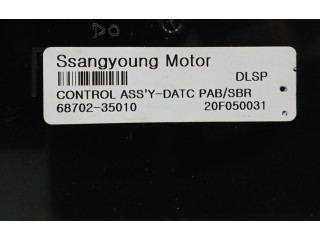 Ssangyoung Motor
DLSP
CONTROL ASS'Y-DATC PAB/SBR
68702-35010 20F050031